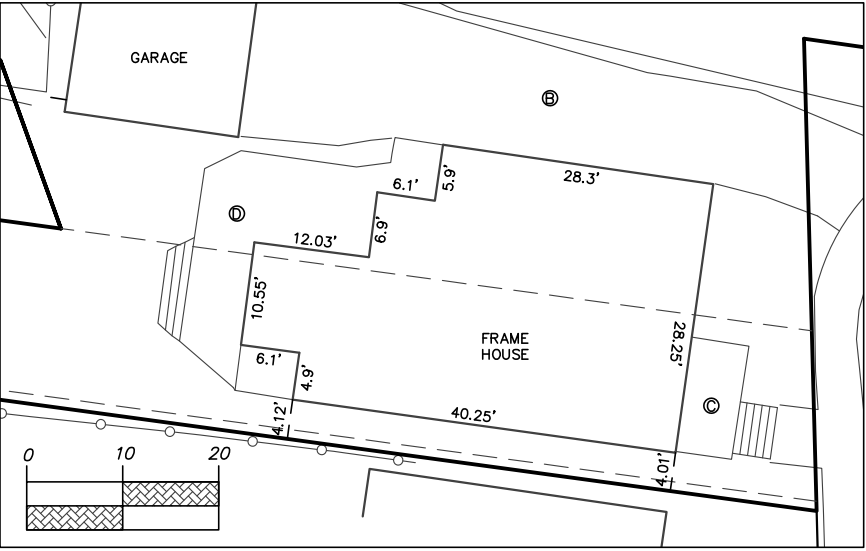 GARAGE
B
28.3'
6.1'
5.9'
D
12.03'
6.9'
10.55'
FRAME
HOUSE
28.25'
6.1'
4.9'
40.25'
C
4.12'
4.01'
0 10 20